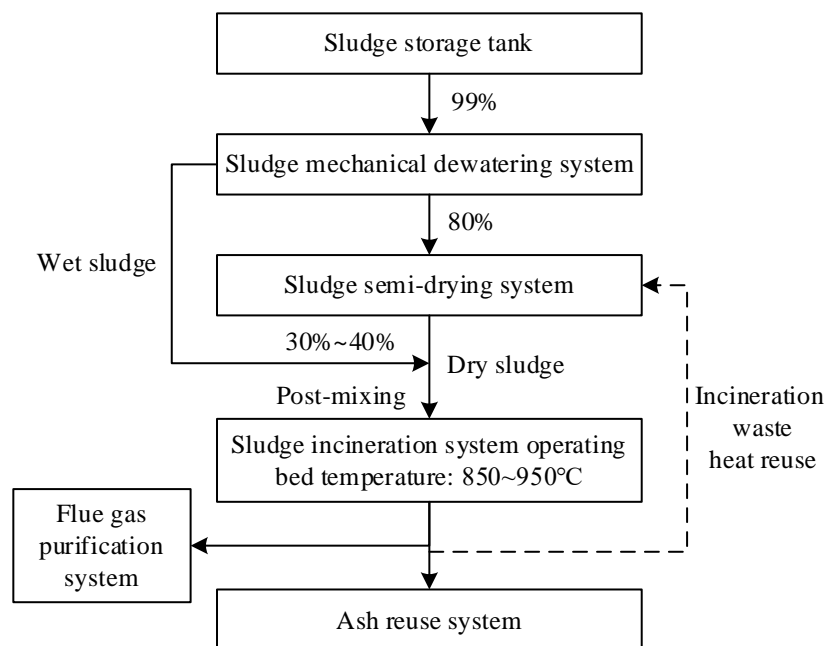 Sludge storage tank
99%
Sludge mechanical dewatering system
80%
Wet sludge
Sludge semi-drying system
30%~40%
Dry sludge
Post-mixing
Incineration
waste
heat reuse
Sludge incineration system operating
bed temperature: 850~950℃
Flue gas
purification
system
Ash reuse system